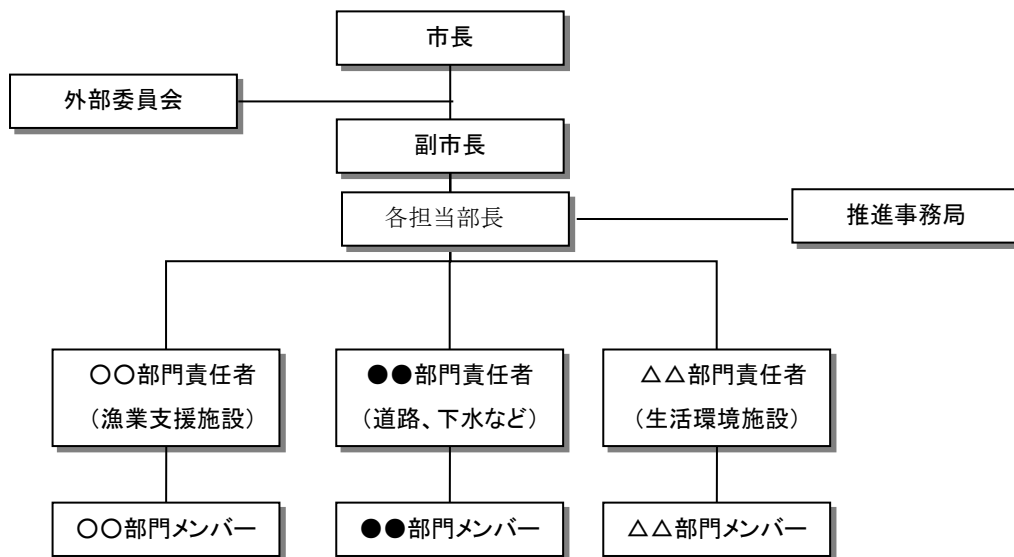 市長
外部委員会
副市長
各担当部長
推進事務局
○○部門責任者
(漁業支援施設)
●●部門責任者
(道路、下水など)
△△部門責任者
(生活環境施設)
○○部門メンバー
●●部門メンバー
△△部門メンバー